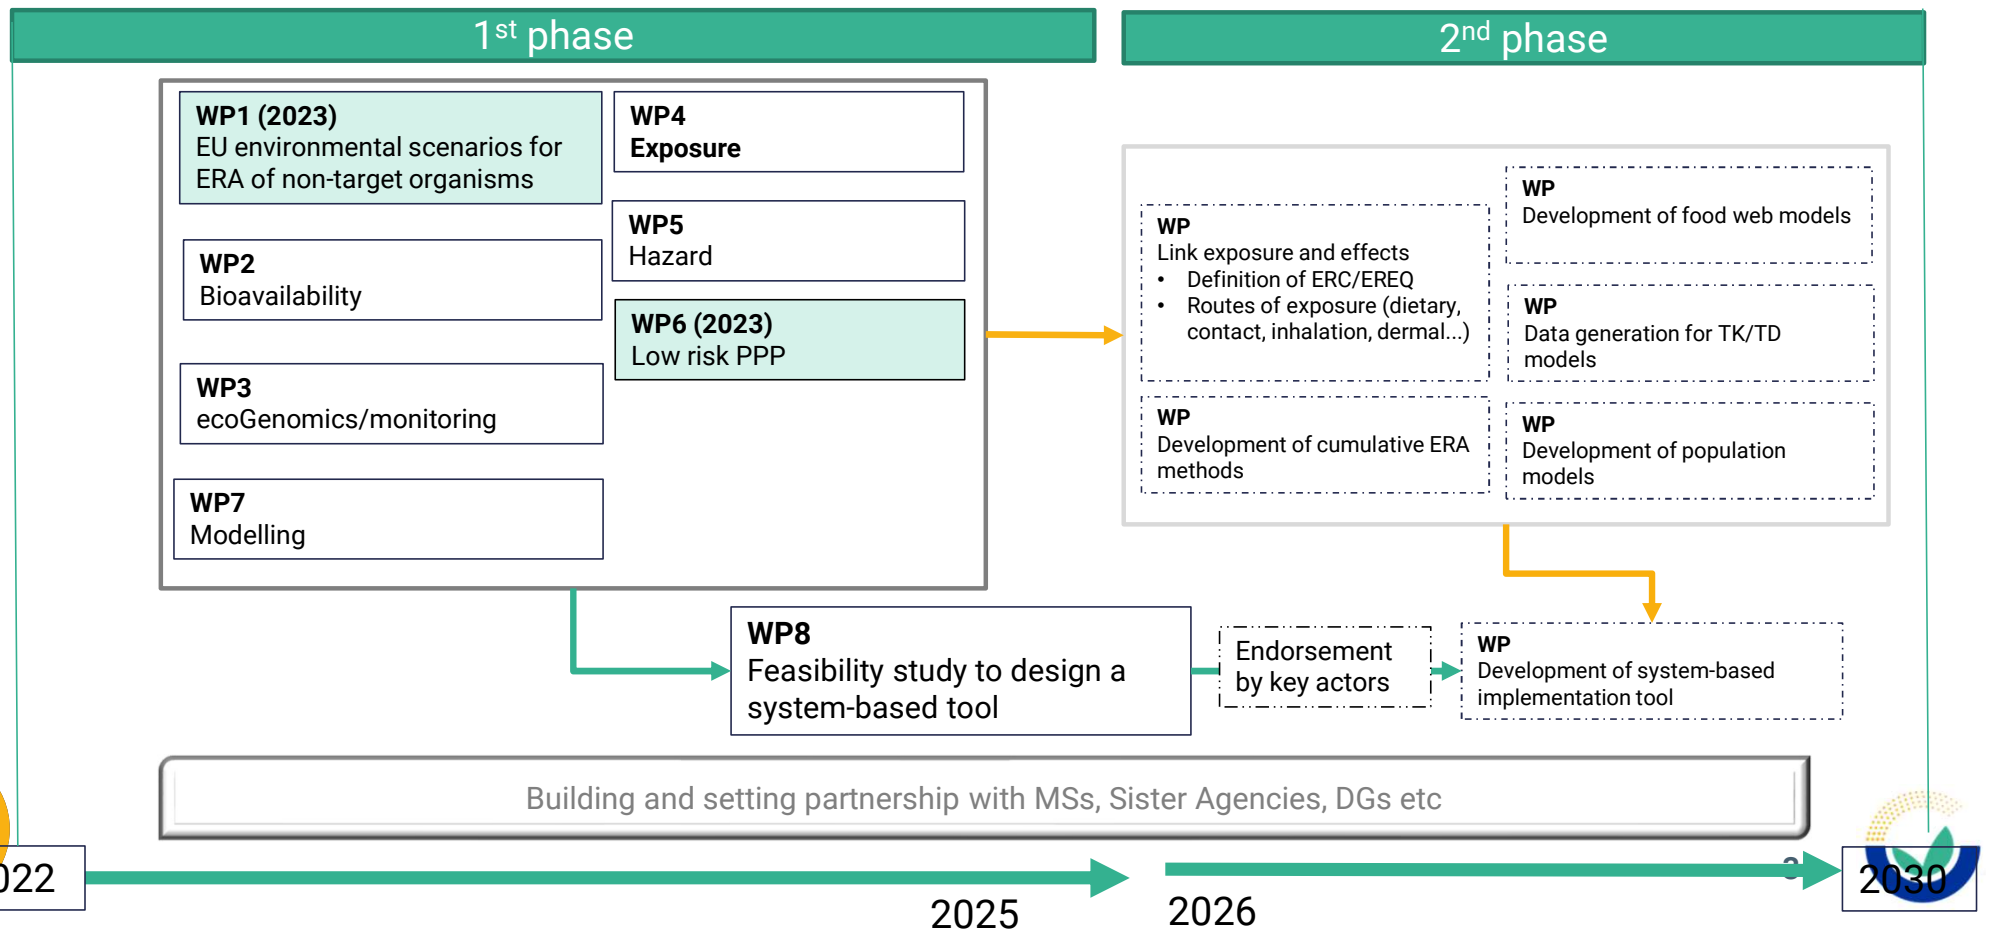 1st phase
2nd phase
WP1 (2023)
EU environmental scenarios for
ERA of non-target organisms
WP2
Bioavailability
WP3
ecoGenomics/monitoring
WP7
Modelling
WP4
Exposure
WP5
Hazard
WP6 (2023)
Low risk PPP
WP
Link exposure and effects
• Definition of ERC/EREQ
• Routes of exposure (dietary,
contact, inhalation, dermal...)
WP
Development of cumulative ERA
methods
WP
Development of food web models
WP
Data generation for TK/TD
models
WP
Development of population
models
WP8
Feasibility study to design a
system-based tool
Endorsement
by key actors
WP
Development of system-based
implementation tool
Building and setting partnership with MSs, Sister Agencies, DGs etc
022
2025
2026
2030